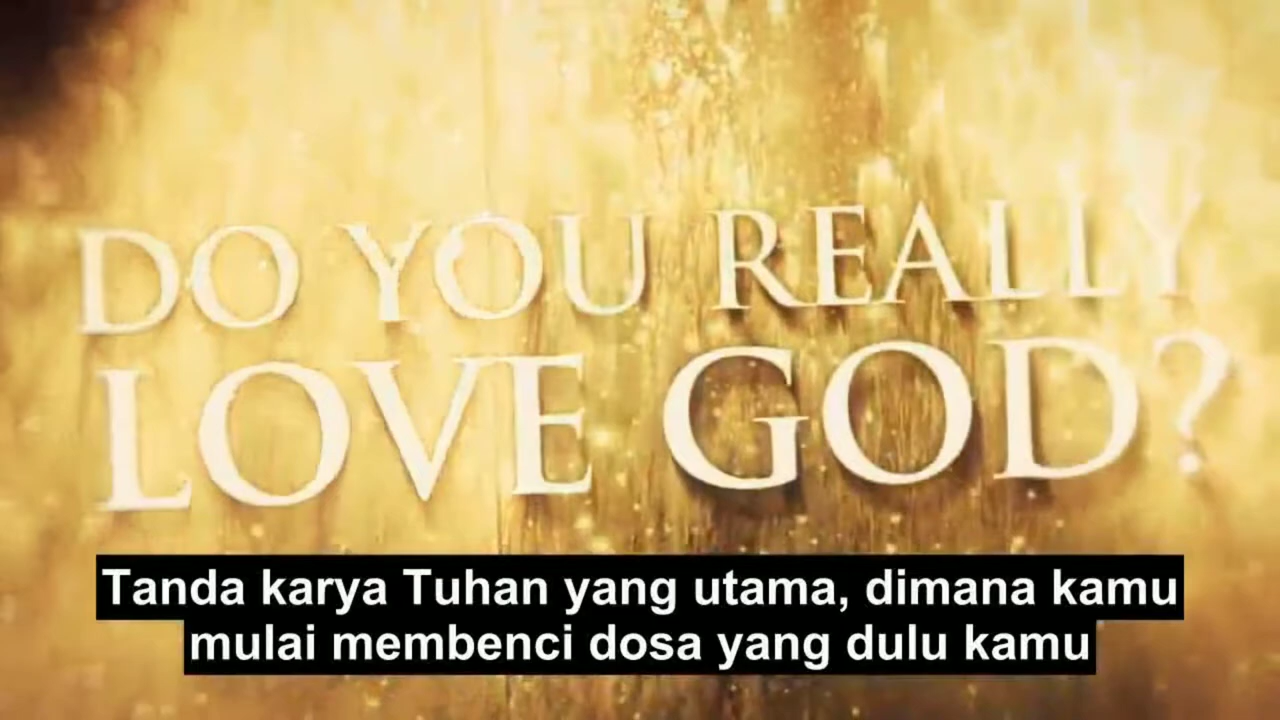 DO YOU REALLY
LOVE GOD?
Tanda karya Tuhan yang utama, dimana kamu
mulai membenci dosa yang dulu kamu